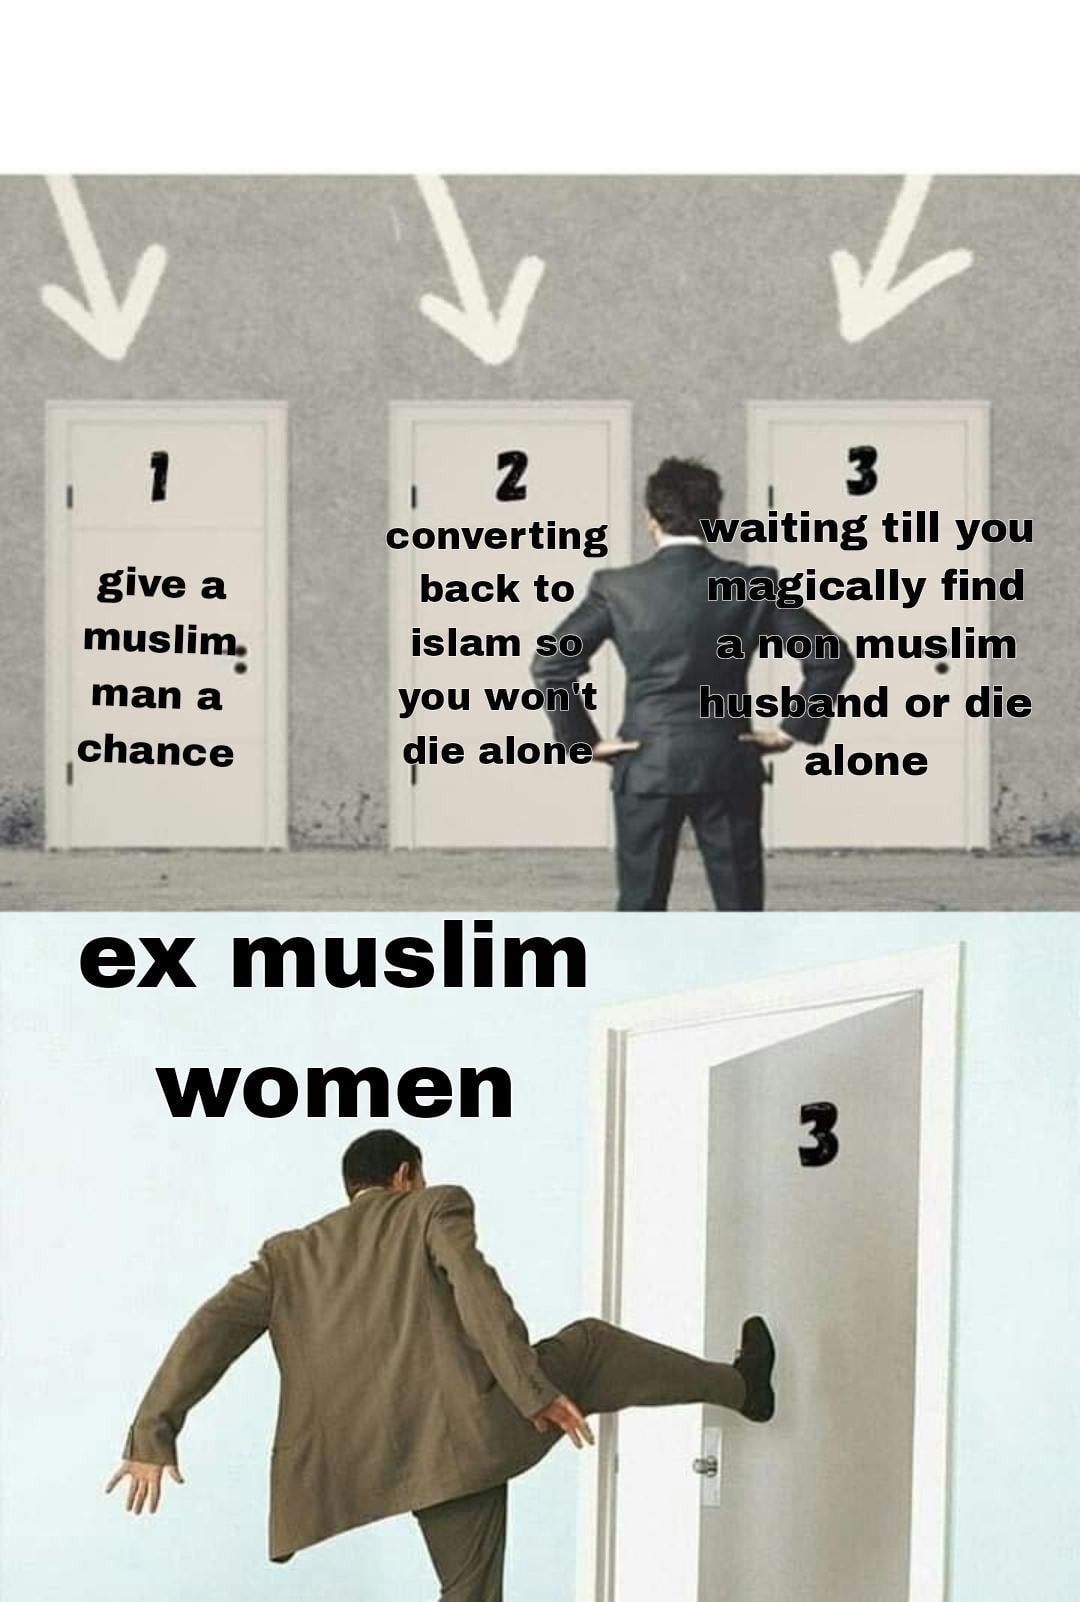 1
give a
muslim
man a
chance
2
converting
back to
islam so
you won't
die alone
3
waiting till you
magically find
a non muslim
husband or die
alone
ex muslim
women
3